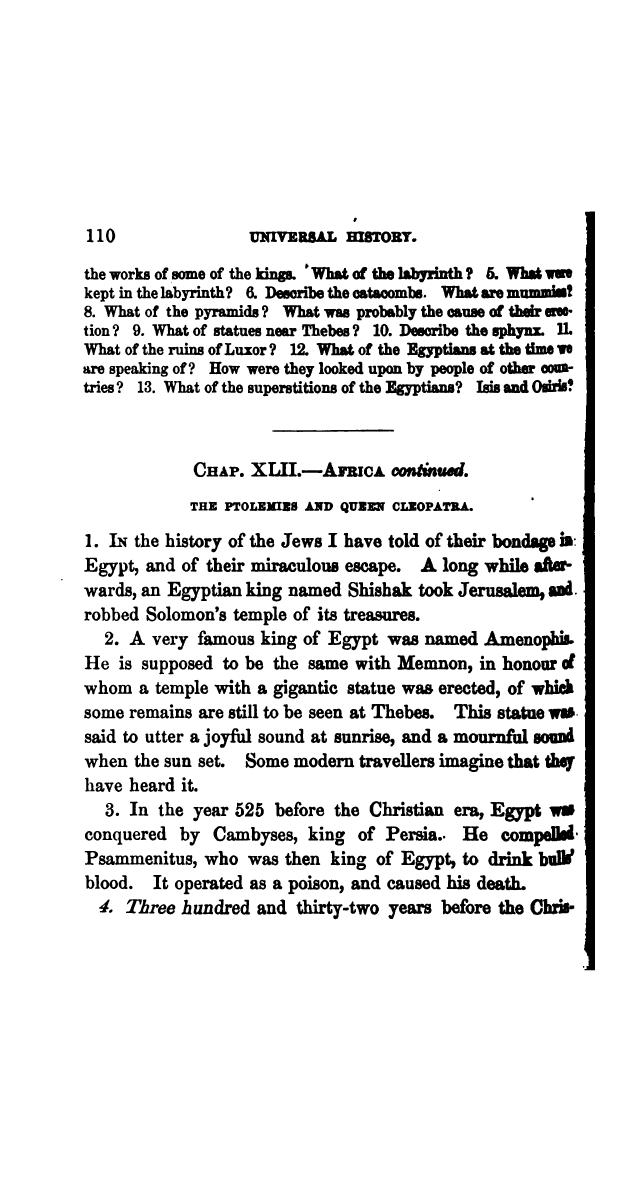 110 UNIVERSAL HISTORY.
the works of some of the kings. What of the labyrinth? 5. What were
kept in the labyrinth? 6. Describe the catacombs. What are mummies?
8. What of the pyramids? What was probably the cause of their erec-
tion? 9. What of statues near Thebes? 10. Describe the sphynx. 11.
What of the ruins of Luxor? 12. What of the Egyptians at the time we
are speaking of? How were they looked upon by people of other coun-
tries? 13. What of the superstitions of the Egyptians? Isis and Osiris?
CHAP. XLII.—AFRICA continued.
THE PTOLEMIES AND QUEEN CLEOPATRA.
1. IN the history of the Jews I have told of their bondage in
Egypt, and of their miraculous escape. A long while after-
wards, an Egyptian king named Shishak took Jerusalem, and
robbed Solomon's temple of its treasures.
2. A very famous king of Egypt was named Amenophis.
He is supposed to be the same with Memnon, in honour of
whom a temple with a gigantic statue was erected, of which
some remains are still to be seen at Thebes. This statue was
said to utter a joyful sound at sunrise, and a mournful sound
when the sun set. Some modern travellers imagine that they
have heard it.
3. In the year 525 before the Christian era, Egypt was
conquered by Cambyses, king of Persia. He compelled
Psammenitus, who was then king of Egypt, to drink bulls'
blood. It operated as a poison, and caused his death.
4. Three hundred and thirty-two years before the Chris-